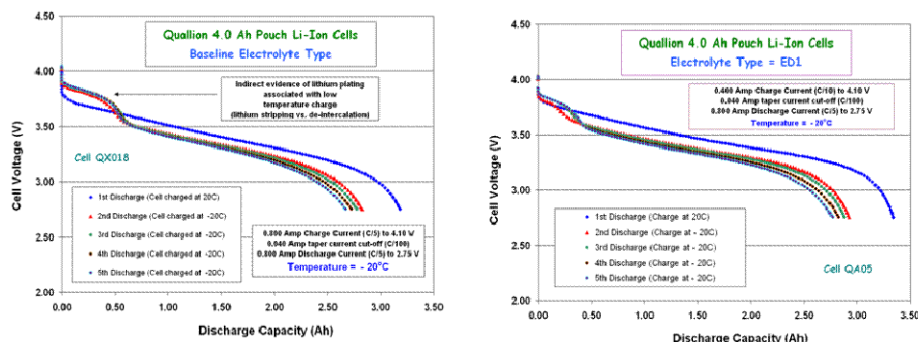 Quallion 4.0 Ah Pouch Li-Ion Cells
Baseline Electrolyte Type
Indirect evidence of lithium plating
associated with low
temperature charge
(lithium stripping vs. de-intercalation)
Cell QX018
1st Discharge (Cell charged at 20C)
2nd Discharge (Cell charged at -20C)
3rd Discharge (Cell charged at -20C)
4th Discharge (Cell charged at -20C)
5th Discharge (Cell charged at -20C)
0.800 Amp Charge Current (C/5) to 4.10 V
0.040 Amp taper current cut-off (C/100)
0.800 Amp Discharge Current (C/5) to 2.75 V
Temperature = - 20°C
Cell Voltage (V)
4.50
4.00
3.50
3.00
2.50
2.00
0.00 0.50 1.00 1.50 2.00 2.50 3.00 3.50
Discharge Capacity (Ah)
Quallion 4.0 Ah Pouch Li-Ion Cells
Electrolyte Type = ED1
0.400 Amp Charge Current (C/10) to 4.10 V
0.040 Amp taper current cut-off (C/100)
0.800 Amp Discharge Current (C/5) to 2.75 V
Temperature = - 20°C
1st Discharge (Charge at 20C)
2nd Discharge (Charge at - 20C)
3rd Discharge (Charge at - 20C)
4th Discharge (Charge at - 20C)
5th Discharge (Charge at - 20C)
Cell QA05
Cell Voltage (V)
4.50
4.00
3.50
3.00
2.50
2.00
0.00 0.50 1.00 1.50 2.00 2.50 3.00 3.50
Discharge Capacity (Ah)